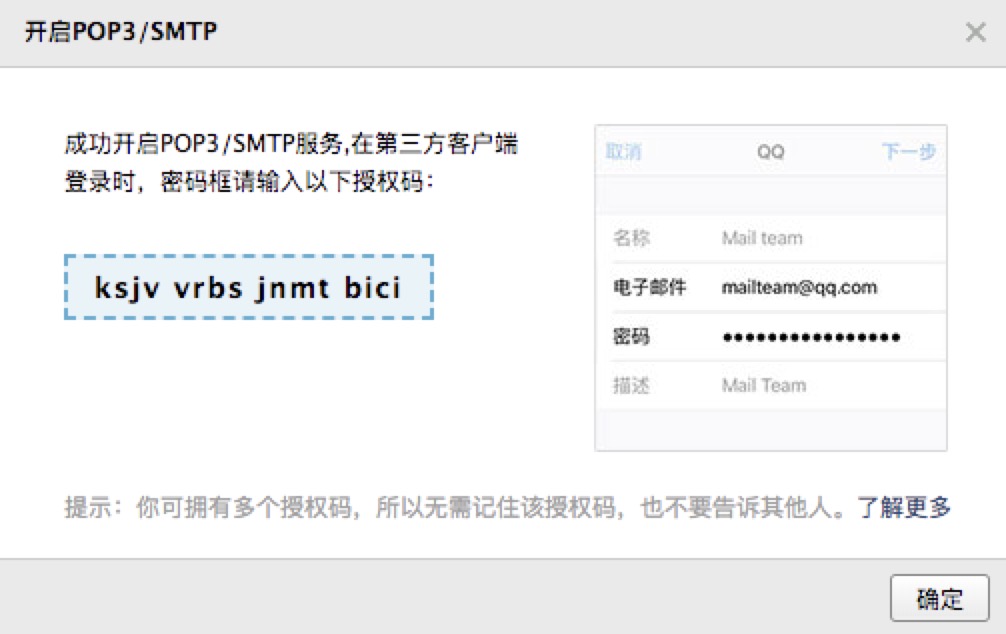 开启POP3/SMTP
成功开启POP3/SMTP服务,在第三方客户端
登录时，密码框请输入以下授权码：
ksjv vrbs jnmt bici
取消 QQ 下一步
名称 Mail team
电子邮件 mailteam@qq.com
密码 ●●●●●●●●●●●●●●●●
描述 Mail Team
提示：你可拥有多个授权码，所以无需记住该授权码，也不要告诉其他人。了解更多
确定